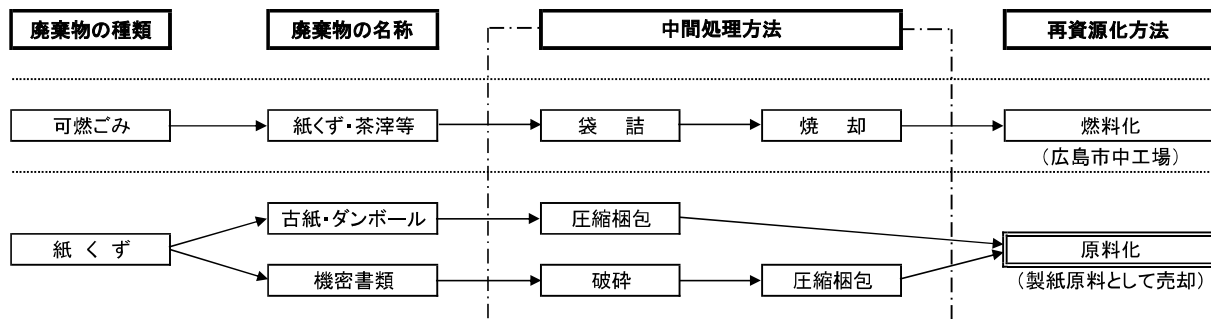 廃棄物の種類 廃棄物の名称 中間処理方法 再資源化方法
可燃ごみ 紙くず・茶滓等 袋 詰 焼 却 燃料化
（広島市中工場）
古紙・ダンボール 圧縮梱包
紙 く ず 原料化
機密書類 破砕 圧縮梱包 （製紙原料として売却）